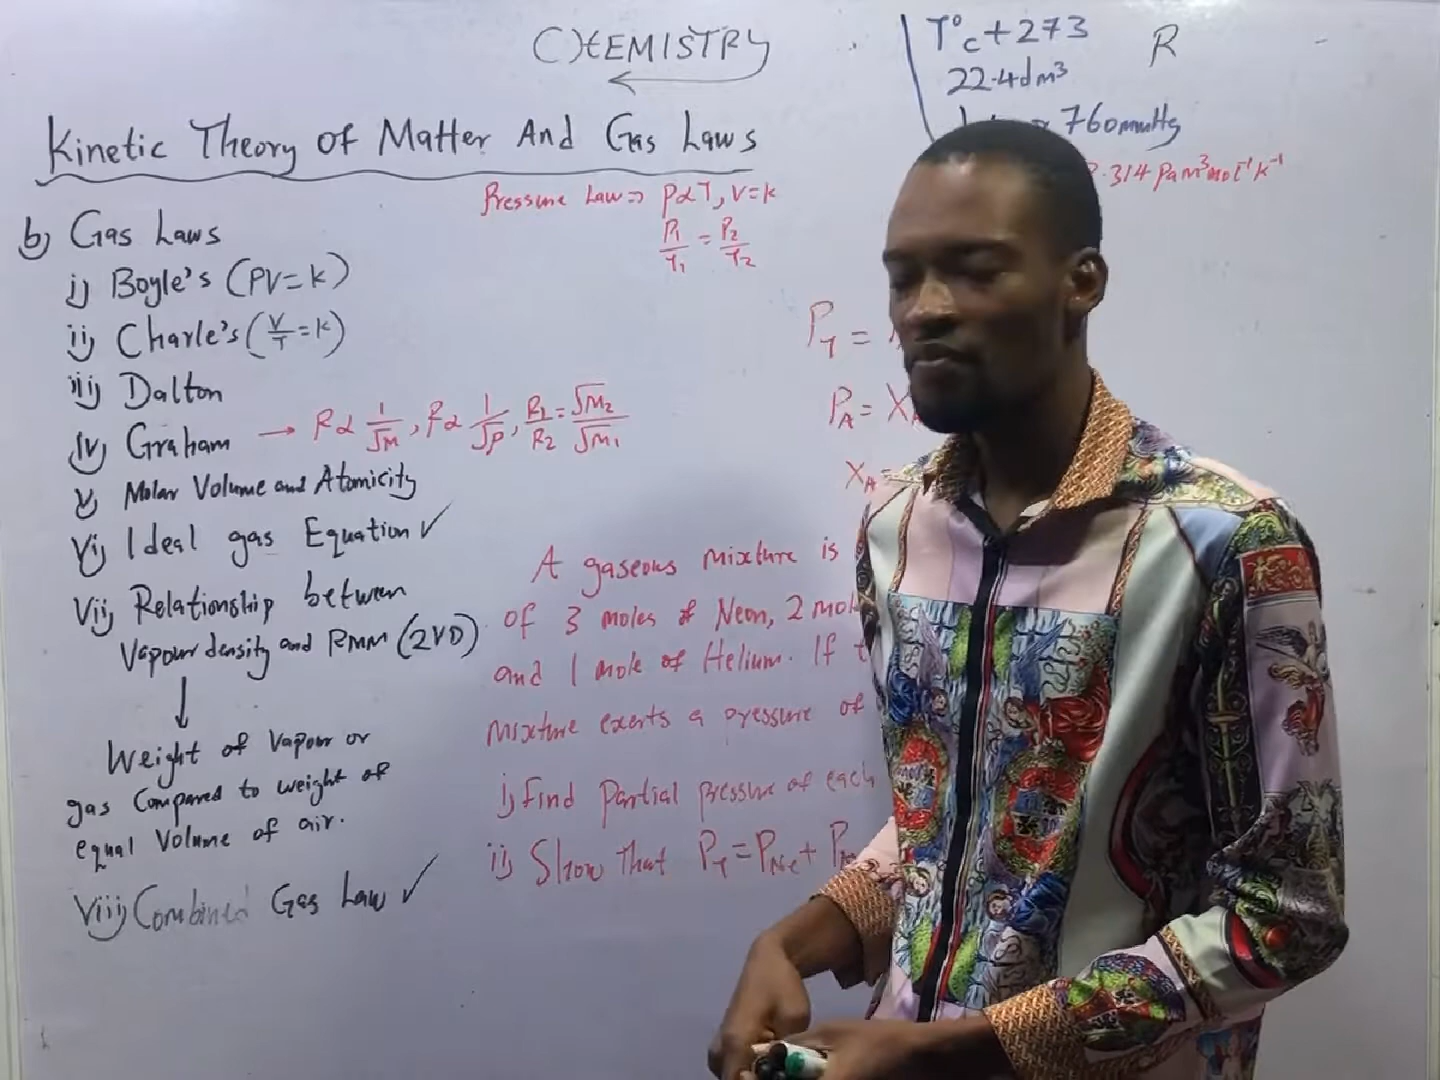 CHEMISTRY
T°c+273
22.4dm³
760mmHg
R
8.314 Pam³mol⁻¹K⁻¹
Kinetic Theory of Matter And Gas Laws
Pressure Law => P∝T, V=K
P₁/T₁ = P₂/T₂
b) Gas Laws
i) Boyle's (PV=K)
ii) Charle's (V/T=K)
iii) Dalton
iv) Graham → R∝1/√M, R∝1/√ρ, R₁/R₂=√M₂/√M₁
v) Molar Volume and Atomicity
vi) Ideal gas Equation ✓
vii) Relationship between
Vapour density and RMM (2VD)
↓
Weight of Vapour or
gas Compared to weight of
equal Volume of air.
viii) Combined Gas Law ✓
P_T =
P_A = X
X_A =
A gaseous mixture is
of 3 moles of Neon, 2
and 1 mole of Helium. If
mixture exerts a pressure of
i) find Partial Pressure of each
ii) Show that P_T = P_Ne + P